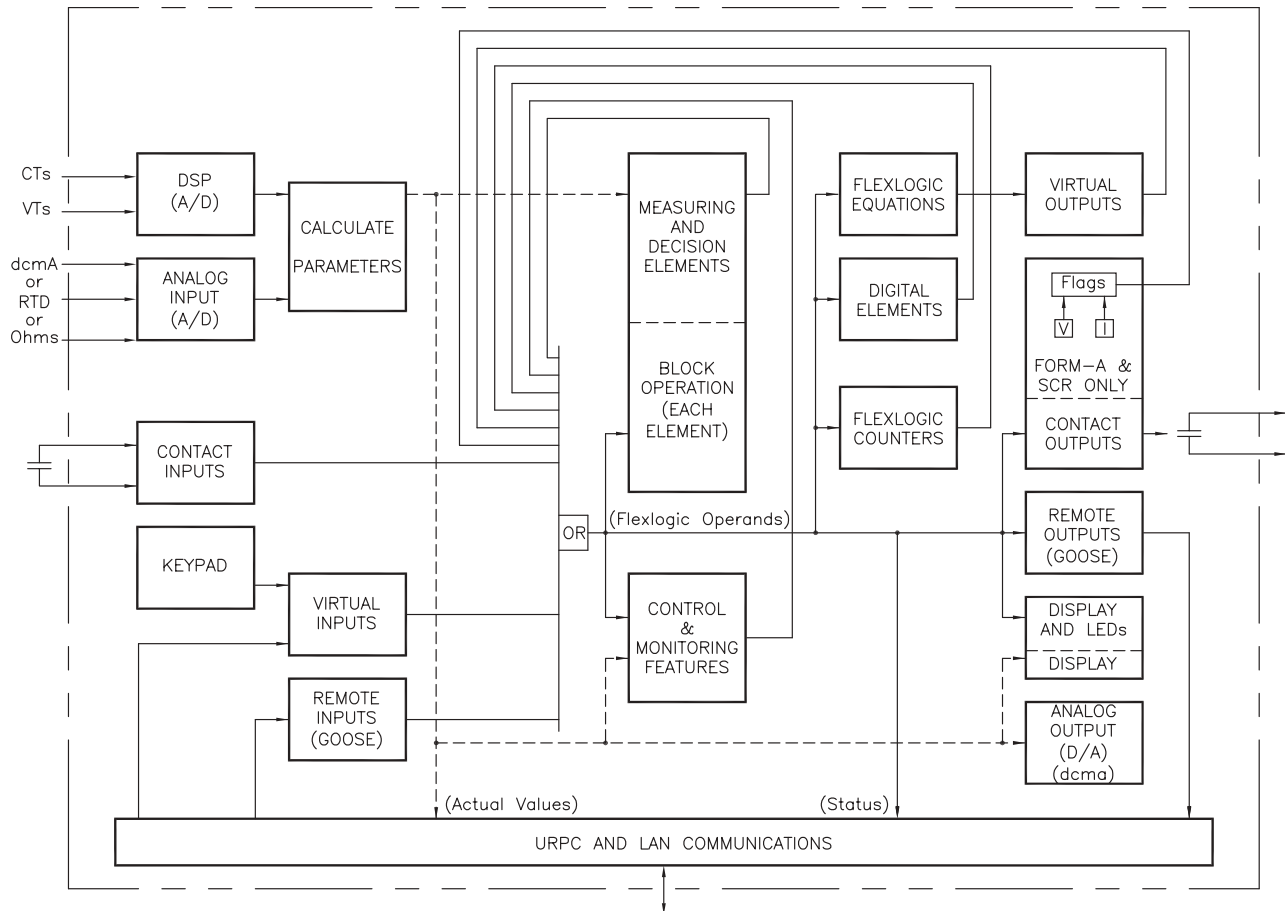 CTs
VTs
dcmA
or
RTD
or
Ohms
DSP
(A/D)
ANALOG
INPUT
(A/D)
CALCULATE
PARAMETERS
CONTACT
INPUTS
KEYPAD
VIRTUAL
INPUTS
REMOTE
INPUTS
(GOOSE)
OR
(Flexlogic Operands)
MEASURING
AND
DECISION
ELEMENTS
BLOCK
OPERATION
(EACH
ELEMENT)
CONTROL
&
MONITORING
FEATURES
FLEXLOGIC
EQUATIONS
DIGITAL
ELEMENTS
FLEXLOGIC
COUNTERS
VIRTUAL
OUTPUTS
Flags
V I
FORM-A &
SCR ONLY
CONTACT
OUTPUTS
REMOTE
OUTPUTS
(GOOSE)
DISPLAY
AND LEDs
DISPLAY
ANALOG
OUTPUT
(D/A)
(dcma)
(Actual Values)
(Status)
URPC AND LAN COMMUNICATIONS